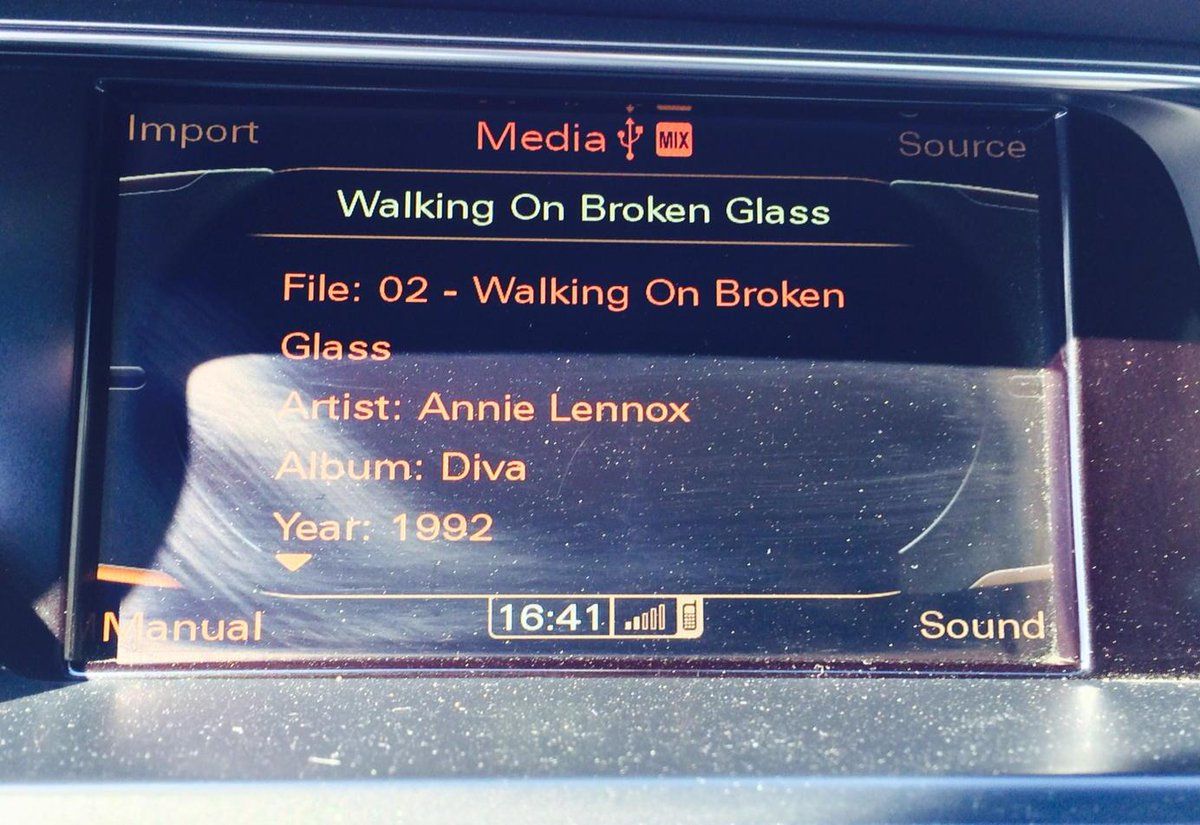 Import
Media MIX
Source
Walking On Broken Glass
File: 02 - Walking On Broken
Glass
Artist: Annie Lennox
Album: Diva
Year: 1992
Manual
16:41
Sound